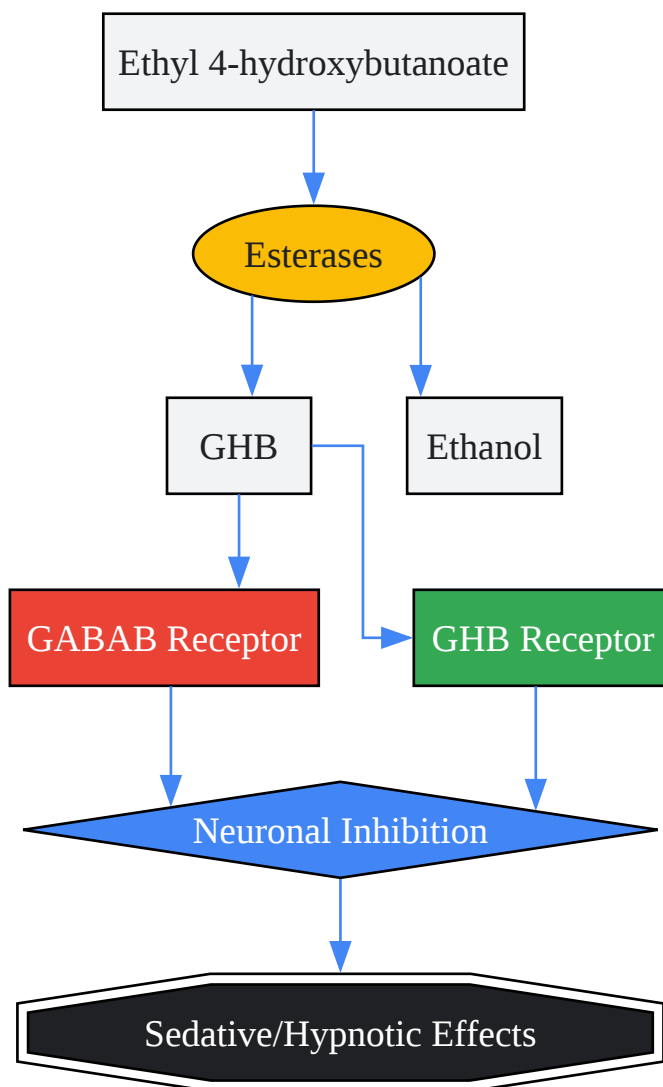 Ethyl 4-hydroxybutanoate
Esterases
GHB
Ethanol
GABAB Receptor
GHB Receptor
Neuronal Inhibition
Sedative/Hypnotic Effects